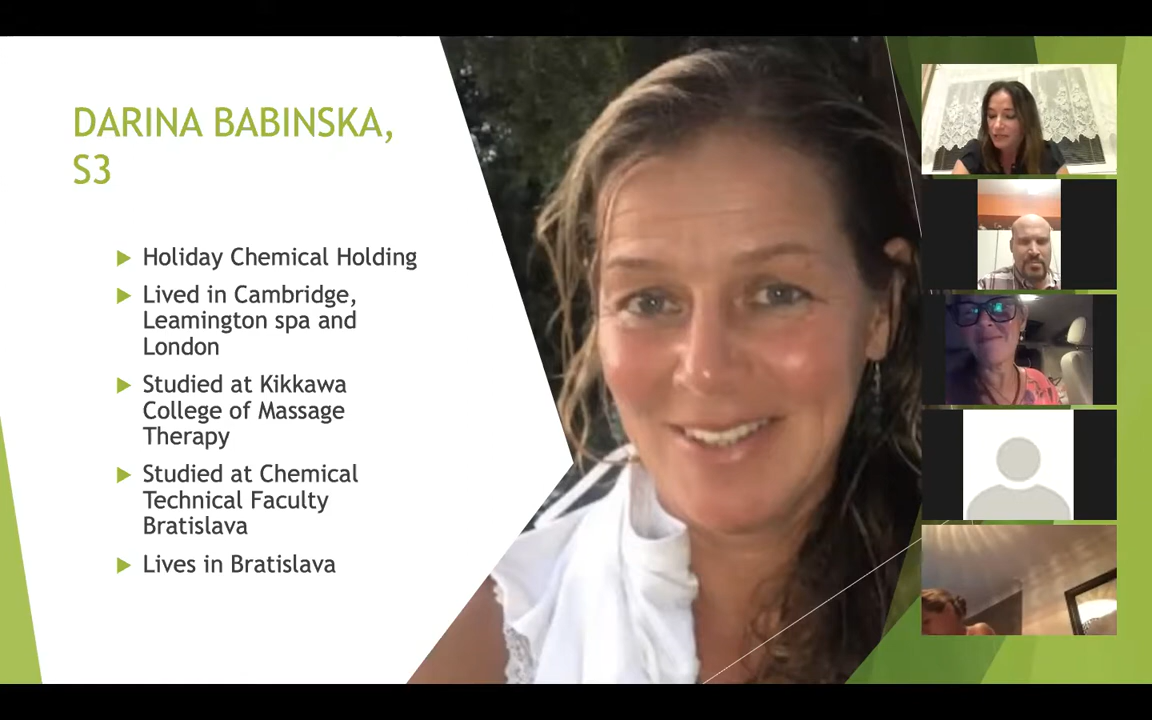 DARINA BABINSKA,
S3
Holiday Chemical Holding
Lived in Cambridge,
Leamington spa and
London
Studied at Kikkawa
College of Massage
Therapy
Studied at Chemical
Technical Faculty
Bratislava
Lives in Bratislava